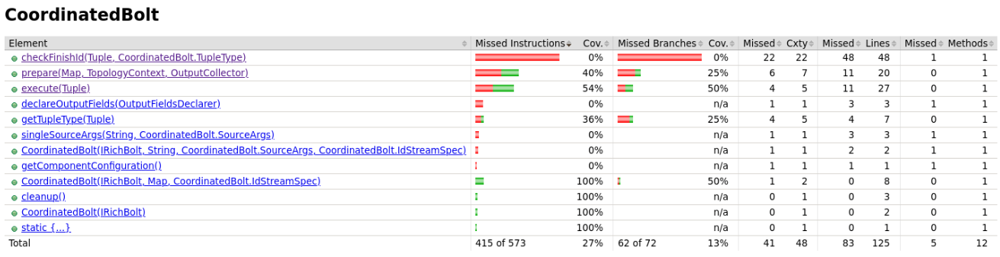 CoordinatedBolt
Element Missed Instructions Cov. Missed Branches Cov. Missed Cxty Missed Lines Missed Methods
checkFinishId(Tuple, CoordinatedBolt.TupleType) 0% 0% 22 22 48 48 1 1
prepare(Map, TopologyContext, OutputCollector) 40% 25% 6 7 11 20 0 1
execute(Tuple) 54% 50% 4 5 11 27 0 1
declareOutputFields(OutputFieldsDeclarer) 0% n/a 1 1 3 3 1 1
getTupleType(Tuple) 36% 25% 4 5 4 7 0 1
singleSourceArgs(String, CoordinatedBolt.SourceArgs) 0% n/a 1 1 3 3 1 1
CoordinatedBolt(IRichBolt, String, CoordinatedBolt.SourceArgs, CoordinatedBolt.IdStreamSpec) 0% n/a 1 1 2 2 1 1
getComponentConfiguration() 0% n/a 1 1 1 1 1 1
CoordinatedBolt(IRichBolt, Map, CoordinatedBolt.IdStreamSpec) 100% 50% 1 2 0 8 0 1
cleanup() 100% n/a 0 1 0 3 0 1
CoordinatedBolt(IRichBolt) 100% n/a 0 1 0 2 0 1
static {...} 100% n/a 0 1 0 1 0 1
Total 415 of 573 27% 62 of 72 13% 41 48 83 125 5 12